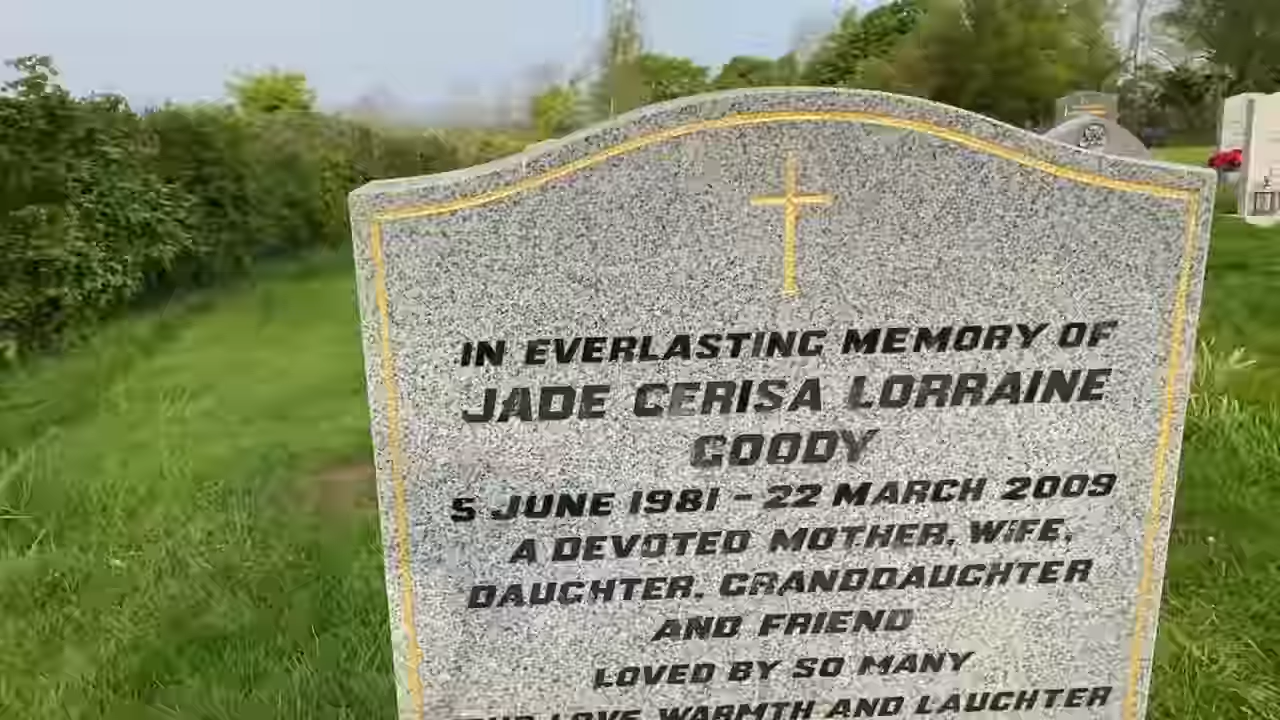 IN EVERLASTING MEMORY OF
JADE CERISA LORRAINE
GOODY
5 JUNE 1981 - 22 MARCH 2009
A DEVOTED MOTHER, WIFE,
DAUGHTER, GRANDDAUGHTER
AND FRIEND
LOVED BY SO MANY
LOVE WARMTH AND LAUGHTER